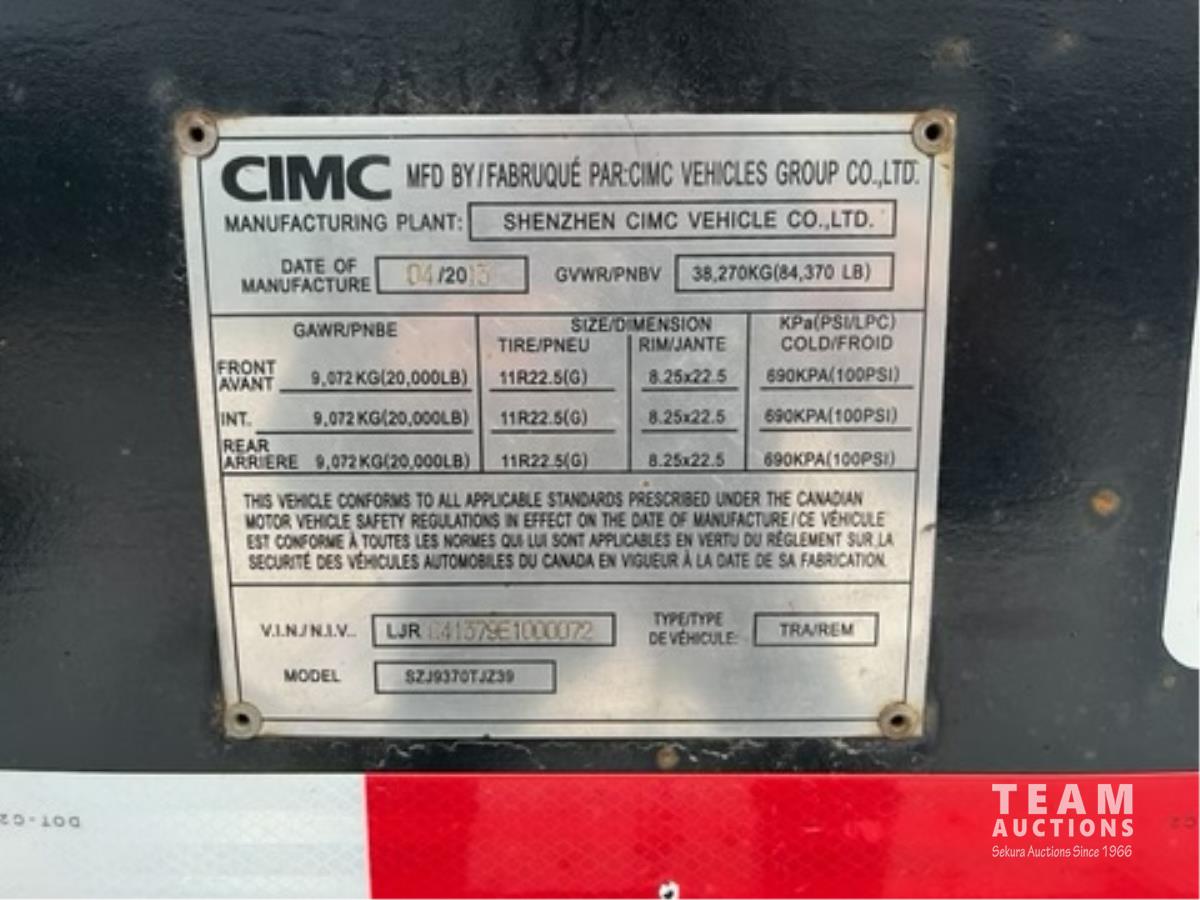 CIMC MFD BY/FABRUQUÉ PAR:CIMC VEHICLES GROUP CO.,LTD.
MANUFACTURING PLANT: SHENZHEN CIMC VEHICLE CO.,LTD.
DATE OF MANUFACTURE 04/2013 GVWR/PNBV 38,270KG(84,370 LB)
GAWR/PNBE SIZE/DIMENSION KPa(PSI/LPC)
TIRE/PNEU RIM/JANTE COLD/FROID
FRONT AVANT 9,072KG(20,000LB) 11R22.5(G) 8.25x22.5 690KPA(100PSI)
INT. 9,072KG(20,000LB) 11R22.5(G) 8.25x22.5 690KPA(100PSI)
REAR ARRIERE 9,072KG(20,000LB) 11R22.5(G) 8.25x22.5 690KPA(100PSI)
THIS VEHICLE CONFORMS TO ALL APPLICABLE STANDARDS PRESCRIBED UNDER THE CANADIAN
MOTOR VEHICLE SAFETY REGULATIONS IN EFFECT ON THE DATE OF MANUFACTURE/CE VÉHICULE
EST CONFORME À TOUTES LES NORMES QUI LUI SONT APPLICABLES EN VERTU DU RÉGLEMENT SUR LA
SECURITÉ DES VÉHICULES AUTOMOBILES DU CANADA EN VIGUEUR À LA DATE DE SA FABRICATION.
V.I.N./N.I.V.. LJRC41379E1000072 TYPE/TYPE DE VÉHICULE: TRA/REM
MODEL SZJ9370TJZ39
DOT-C2
TEAM
AUCTIONS
Sekura Auctions Since 1966
C2